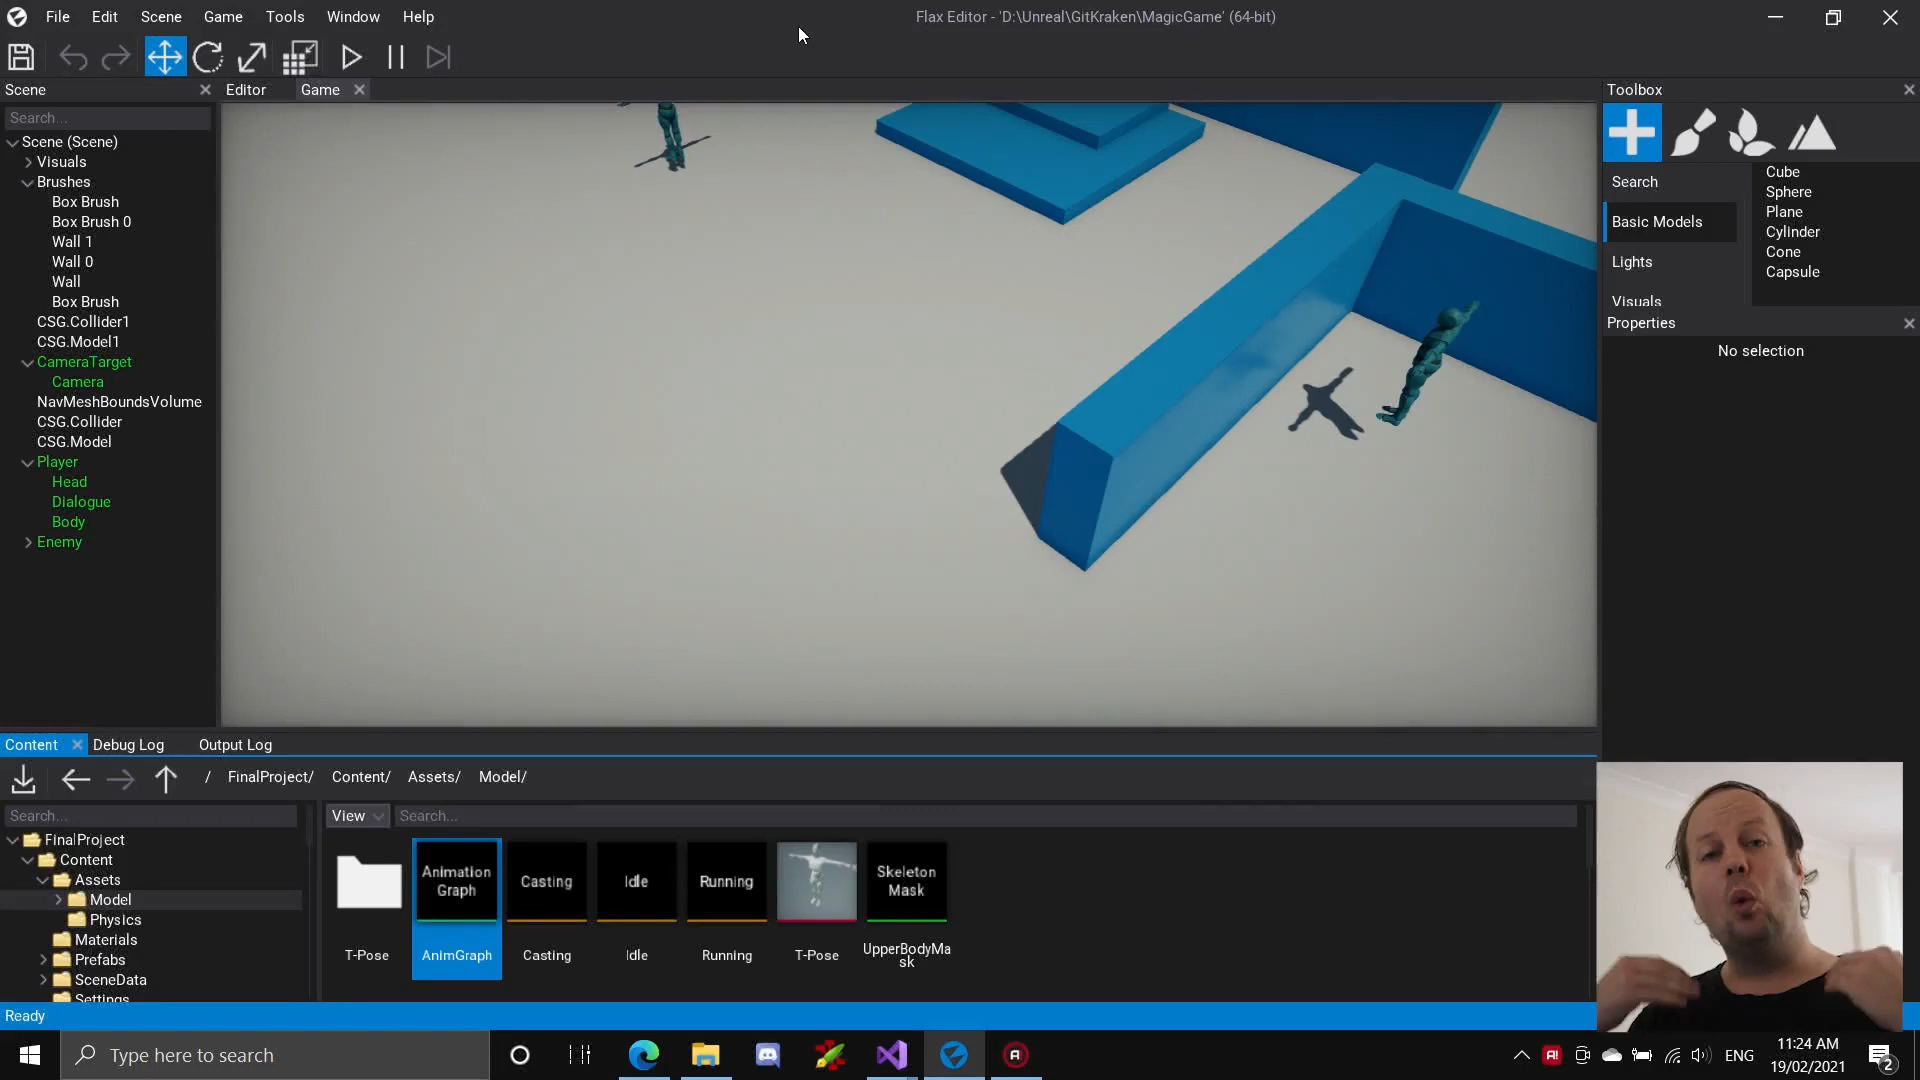 File Edit Scene Game Tools Window Help
Flax Editor - 'D:\Unreal\GitKraken\MagicGame' (64-bit)
Scene
Editor
Game
Toolbox
Search...
Scene (Scene)
Visuals
Brushes
Box Brush
Box Brush 0
Wall 1
Wall 0
Wall
Box Brush
CSG.Collider1
CSG.Model1
CameraTarget
Camera
NavMeshBoundsVolume
CSG.Collider
CSG.Model
Player
Head
Dialogue
Body
Enemy
Search
Basic Models
Lights
Visuals
Cube
Sphere
Plane
Cylinder
Cone
Capsule
Properties
No selection
Content
Debug Log
Output Log
/ FinalProject/ Content/ Assets/ Model/
Search...
View
Search...
FinalProject
Content
Assets
Model
Physics
Materials
Prefabs
SceneData
Settings
Animation
Graph
Casting
Idle
Running
Skeleton
Mask
T-Pose
AnimGraph
Casting
Idle
Running
T-Pose
UpperBodyMa
sk
Ready
Type here to search
ENG
11:24 AM
19/02/2021
2